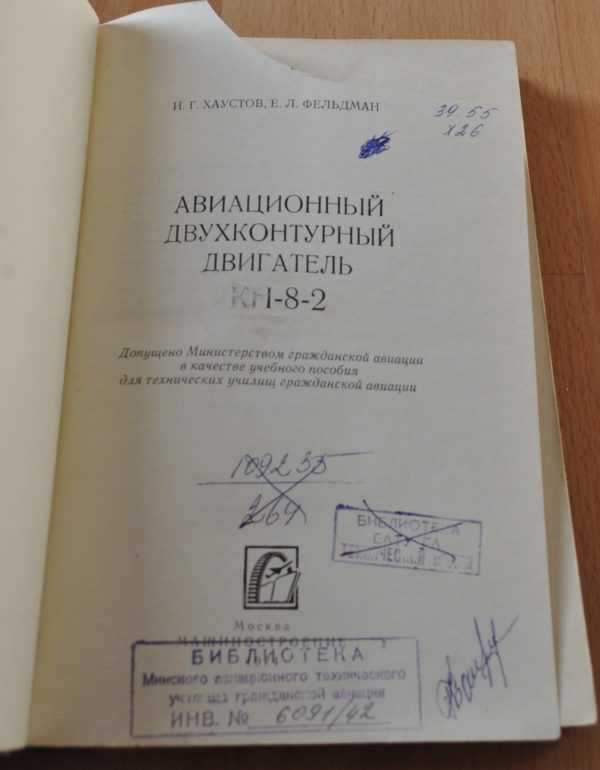 И. Г. ХАУСТОВ, Е. Л. ФЕЛЬДМАН
39 55
Х26
АВИАЦИОННЫЙ
ДВУХКОНТУРНЫЙ
ДВИГАТЕЛЬ
КН-8-2
Допущено Министерством гражданской авиации
в качестве учебного пособия
для технических училищ гражданской авиации
109235
264
БИБЛИОТЕКА
Москва
МАШИНОСТРОЕНИЕ
БИБЛИОТЕКА
Минского авиационного технического
училища гражданской авиации
ИНВ. № 6091/42